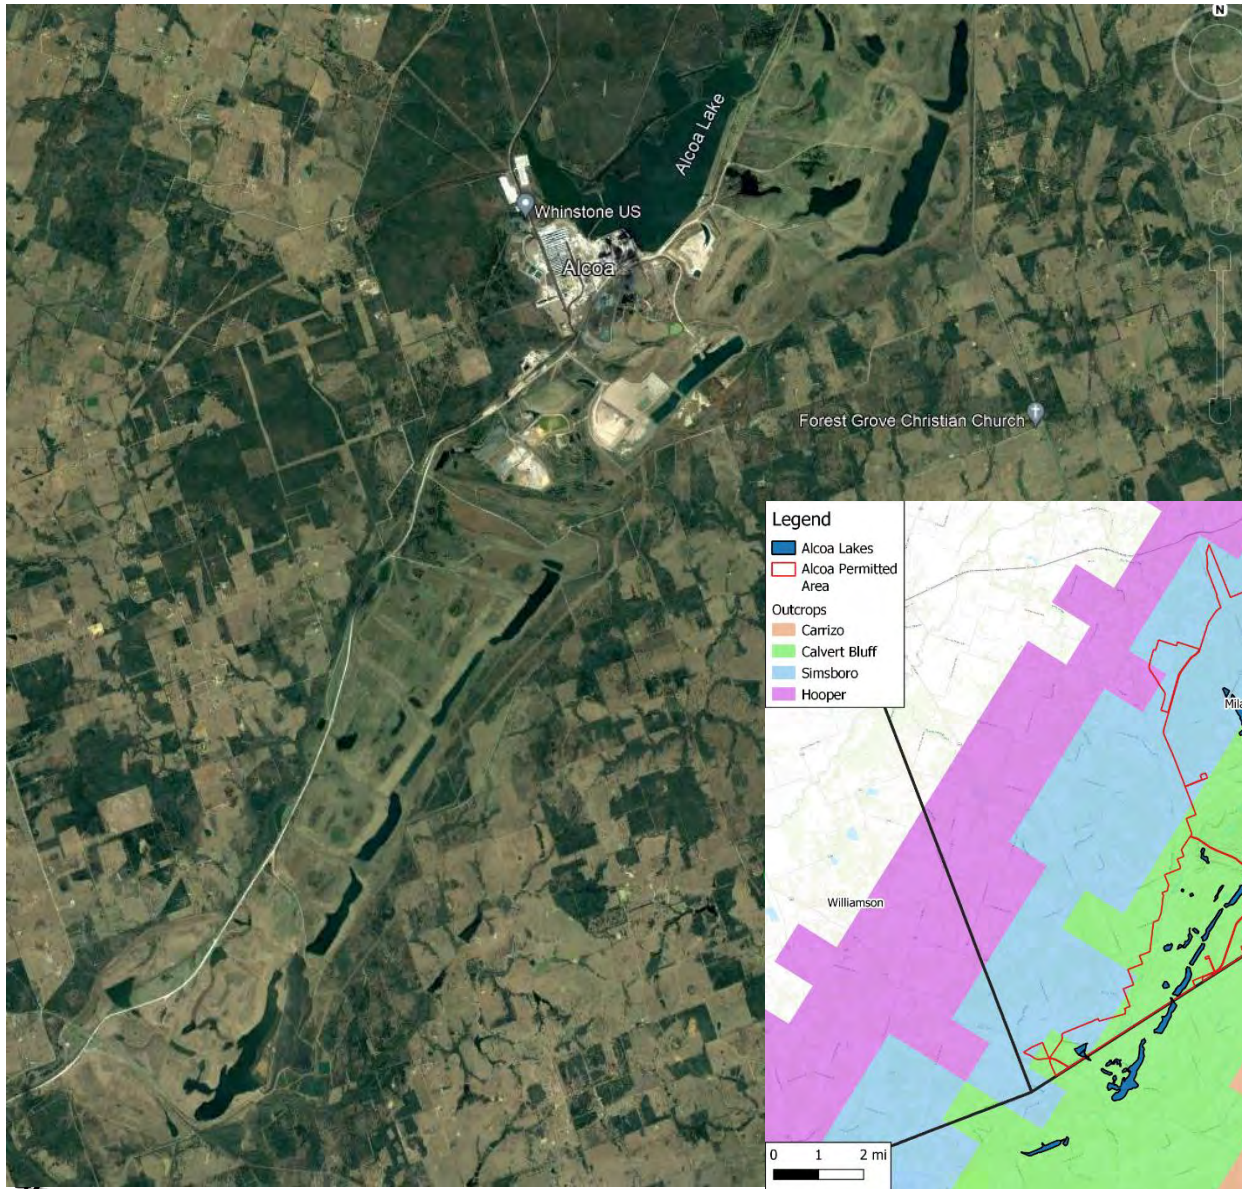 N
Alcoa Lake
Whinstone US
Alcoa
Forest Grove Christian Church
Legend
Alcoa Lakes
Alcoa Permitted
Area
Outcrops
Carrizo
Calvert Bluff
Simsboro
Hooper
Mila
Williamson
0 1 2 mi